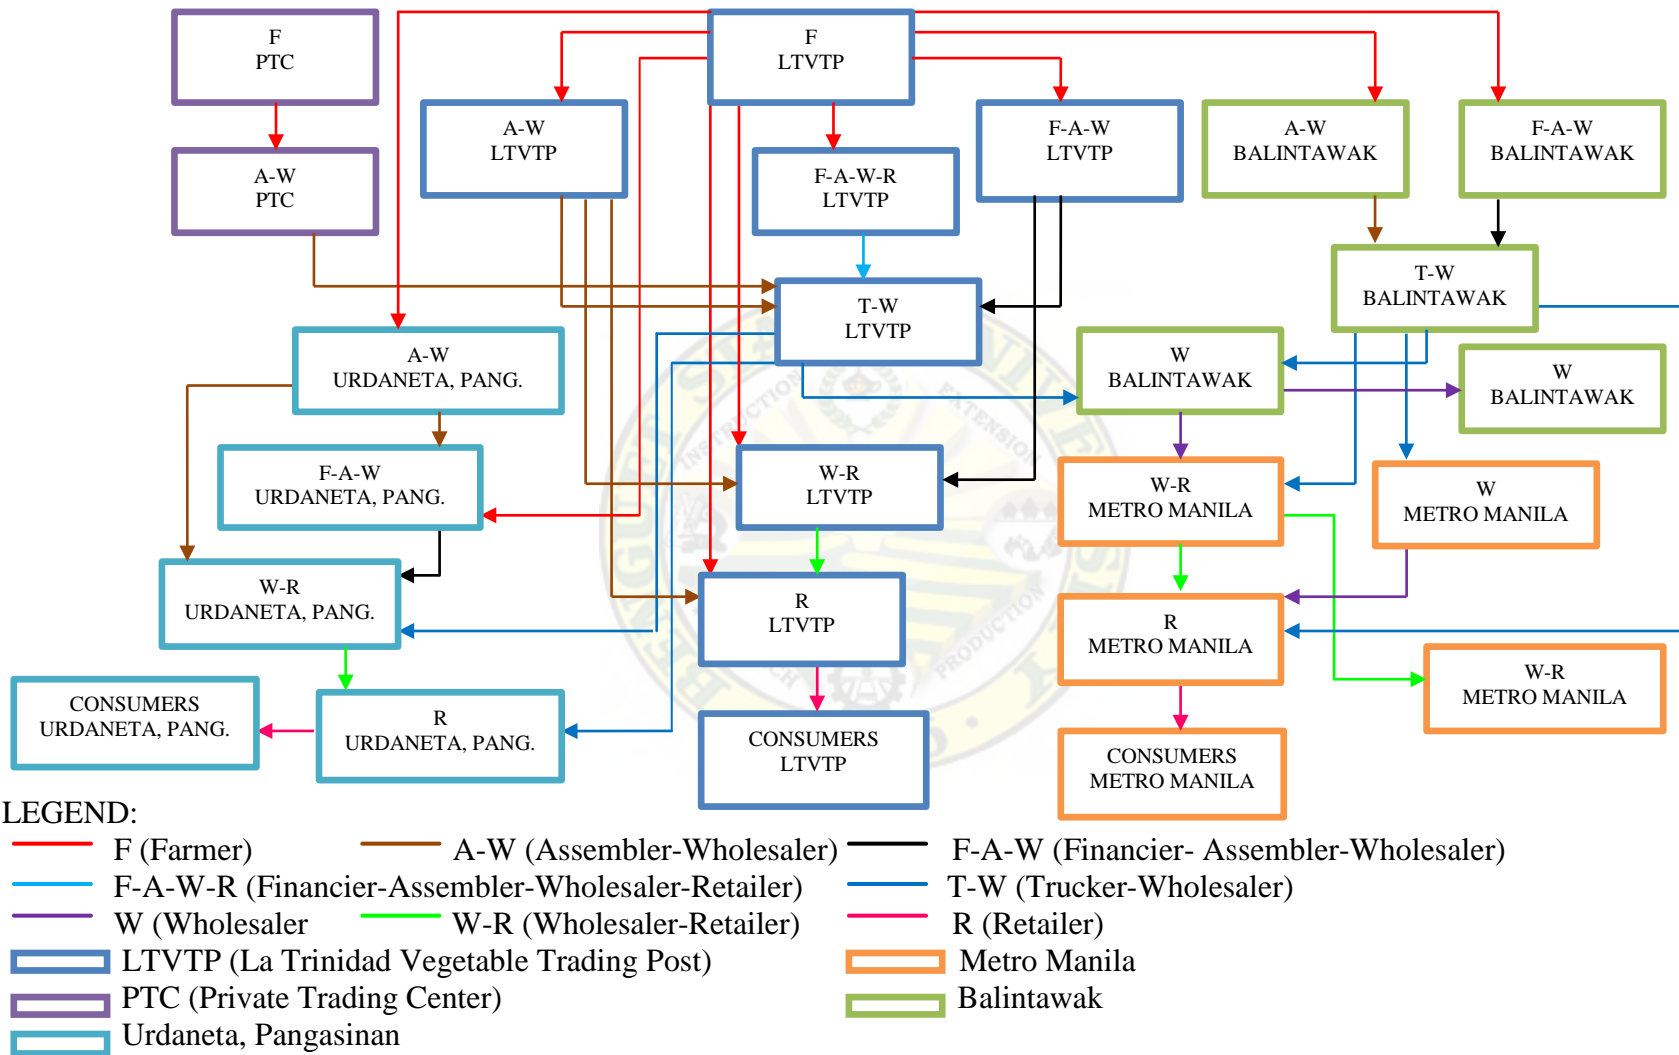 F
PTC
F
LTVTP
A-W
LTVTP
F-A-W
LTVTP
A-W
BALINTAWAK
F-A-W
BALINTAWAK
A-W
PTC
F-A-W-R
LTVTP
T-W
LTVTP
T-W
BALINTAWAK
A-W
URDANETA, PANG.
W
BALINTAWAK
W
BALINTAWAK
F-A-W
URDANETA, PANG.
W-R
LTVTP
W-R
METRO MANILA
W
METRO MANILA
W-R
URDANETA, PANG.
R
LTVTP
R
METRO MANILA
W-R
METRO MANILA
CONSUMERS
URDANETA, PANG.
R
URDANETA, PANG.
CONSUMERS
LTVTP
CONSUMERS
METRO MANILA
INSTRUCTION
EXTENSION
PRODUCTION
LEGEND:
F (Farmer) A-W (Assembler-Wholesaler) F-A-W (Financier- Assembler-Wholesaler)
F-A-W-R (Financier-Assembler-Wholesaler-Retailer) T-W (Trucker-Wholesaler)
W (Wholesaler W-R (Wholesaler-Retailer) R (Retailer)
LTVTP (La Trinidad Vegetable Trading Post) Metro Manila
PTC (Private Trading Center) Balintawak
Urdaneta, Pangasinan